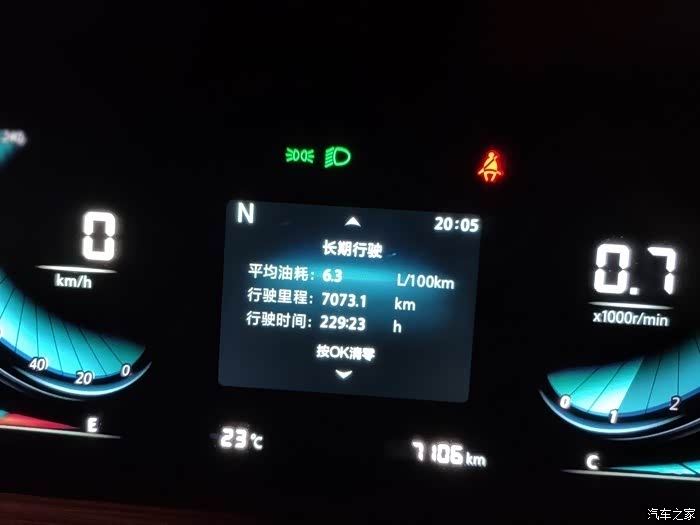 N
20:05
长期行驶
平均油耗: 6.3 L/100km
行驶里程: 7073.1 km
行驶时间: 229:23 h
按OK清零
0
km/h
0.7
x1000r/min
40 20 0
0 1 2
E
C
23℃
7106 km
汽车之家